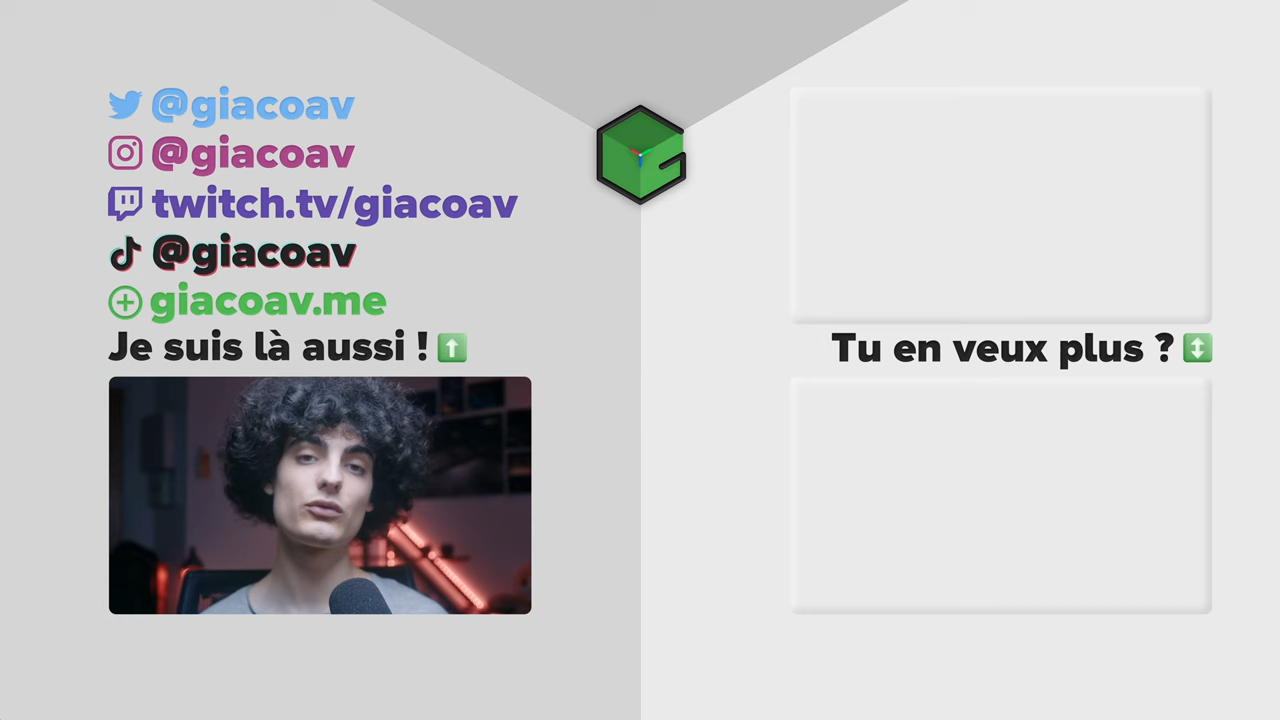 @giacoav
@giacoav
twitch.tv/giacoav
@giacoav
giacoav.me
Je suis là aussi !
Tu en veux plus ?